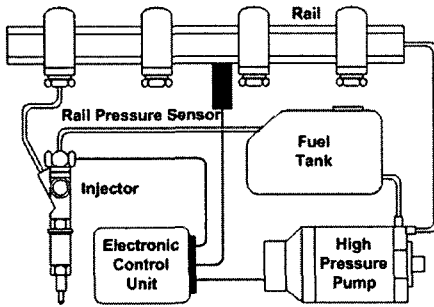 Rail
Rail Pressure Sensor
Fuel
Tank
Injector
Electronic
Control
Unit
High
Pressure
Pump